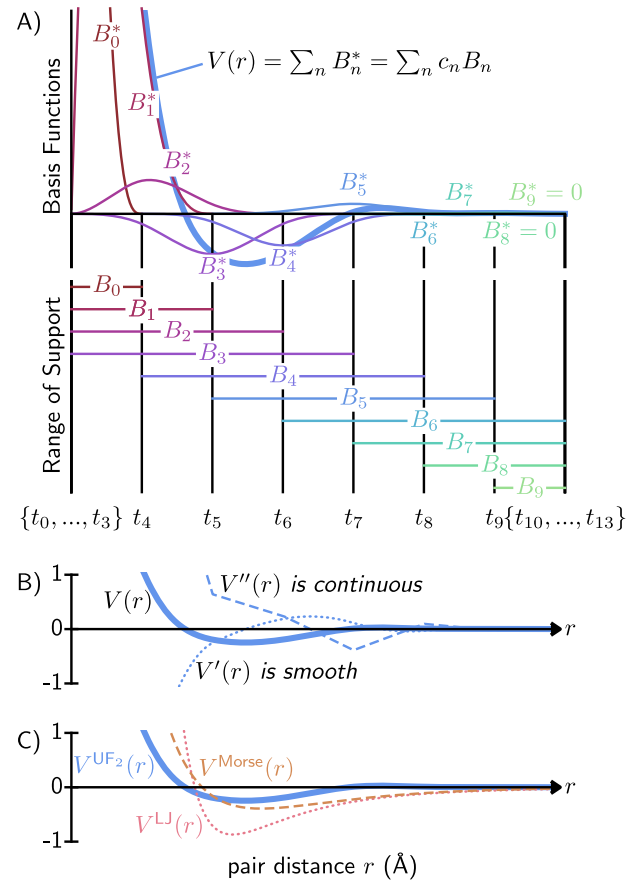 A)
Basis Functions
V(r) = ∑ₙ Bₙ* = ∑ₙ cₙBₙ
B₀*
B₁*
B₂*
B₃*
B₄*
B₅*
B₆*
B₇*
B₉* = 0
B₈* = 0
Range of Support
B₀
B₁
B₂
B₃
B₄
B₅
B₆
B₇
B₈
B₉
{t₀, ..., t₃} t₄ t₅ t₆ t₇ t₈ t₉ {t₁₀, ..., t₁₃}
B)
1
0
-1
V(r)
V′′(r) is continuous
V′(r) is smooth
r
C)
1
0
-1
V^UF₂(r)
V^Morse(r)
V^LJ(r)
r
pair distance r (Å)